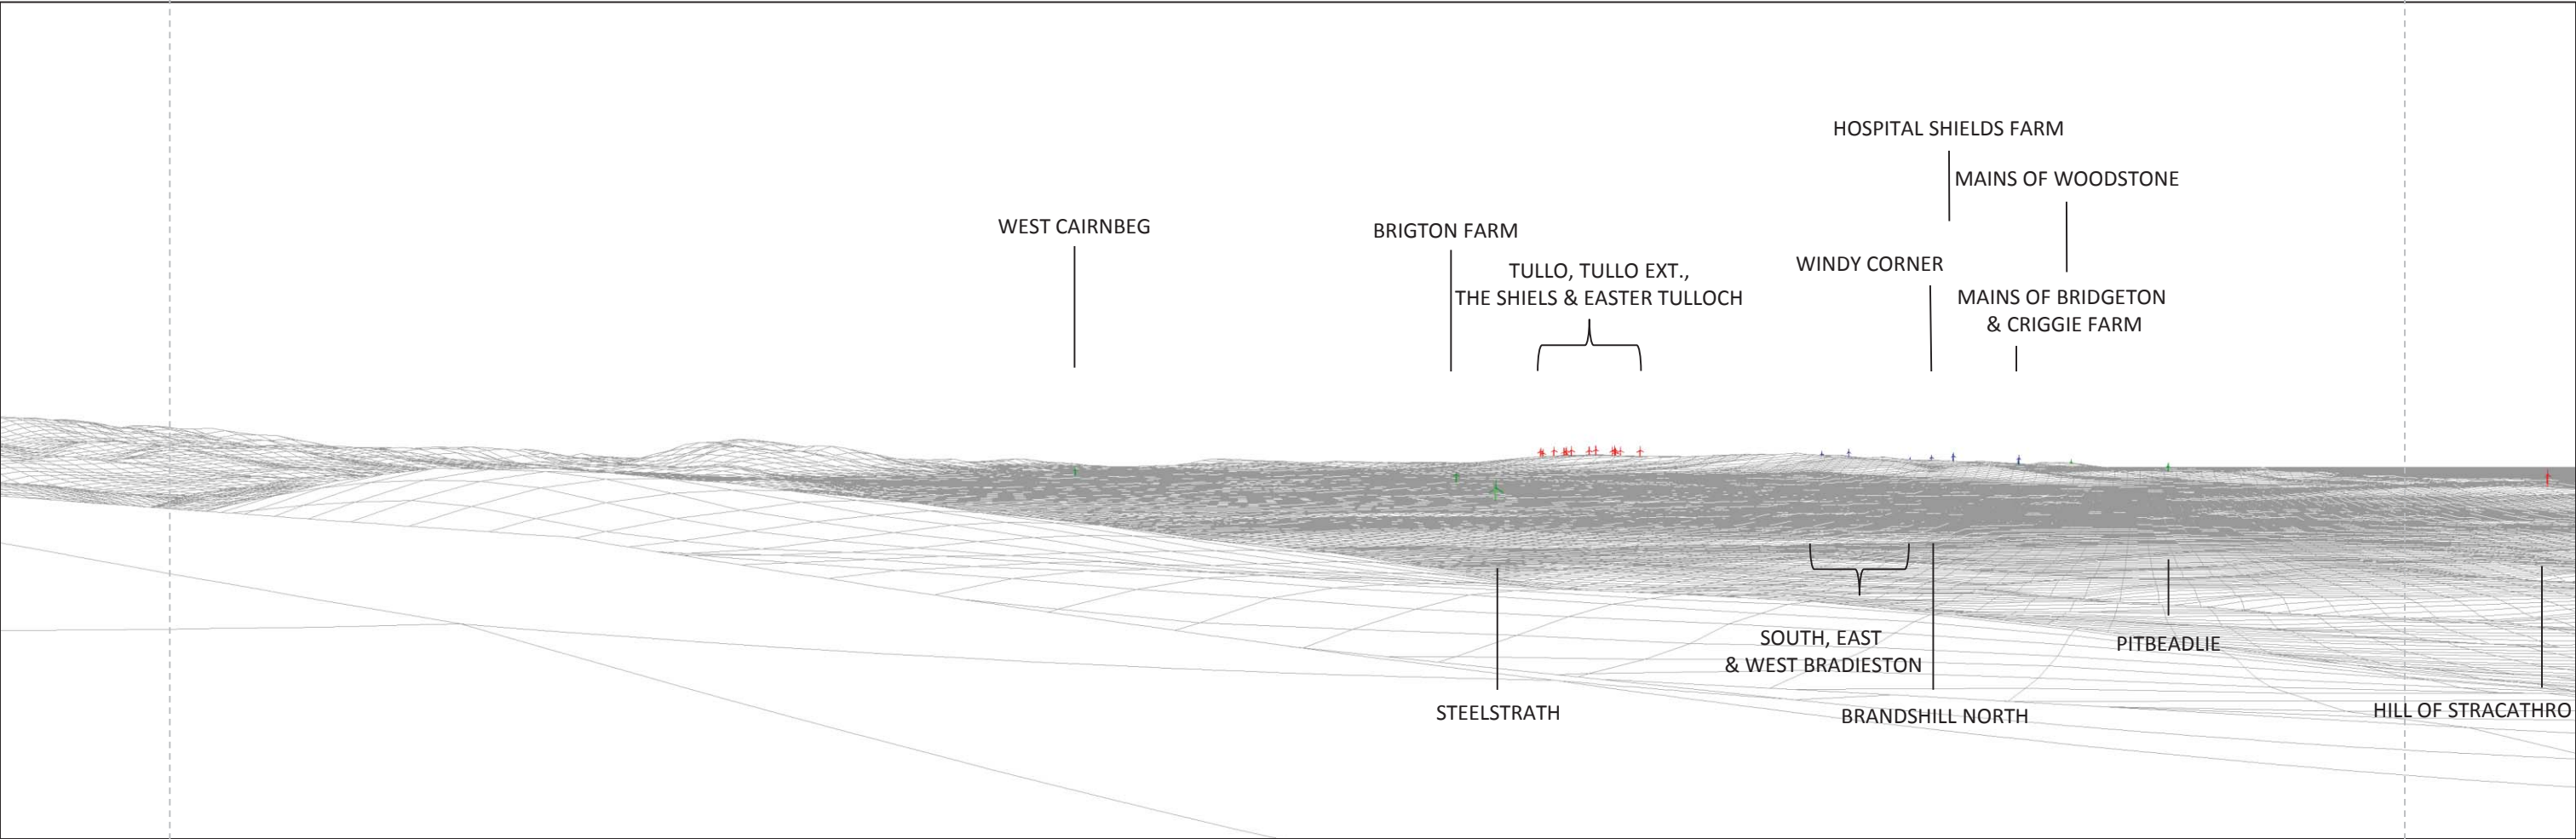 HOSPITAL SHIELDS FARM
MAINS OF WOODSTONE
WEST CAIRNBEG
BRIGTON FARM
TULLO, TULLO EXT.,
THE SHIELS & EASTER TULLOCH
WINDY CORNER
MAINS OF BRIDGETON
& CRIGGIE FARM
SOUTH, EAST
& WEST BRADIESTON
PITBEADLIE
STEELSTRATH
BRANDSHILL NORTH
HILL OF STRACATHRO